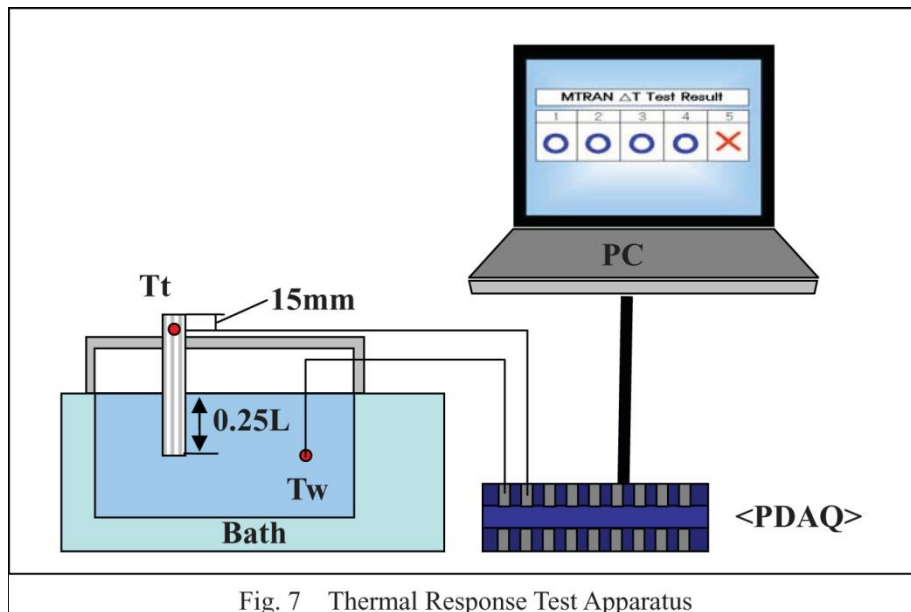 MTRAN △T Test Result
1 2 3 4 5
O O O O X
PC
Tt
15mm
0.25L
Tw
Bath
<PDAQ>
Fig. 7 Thermal Response Test Apparatus